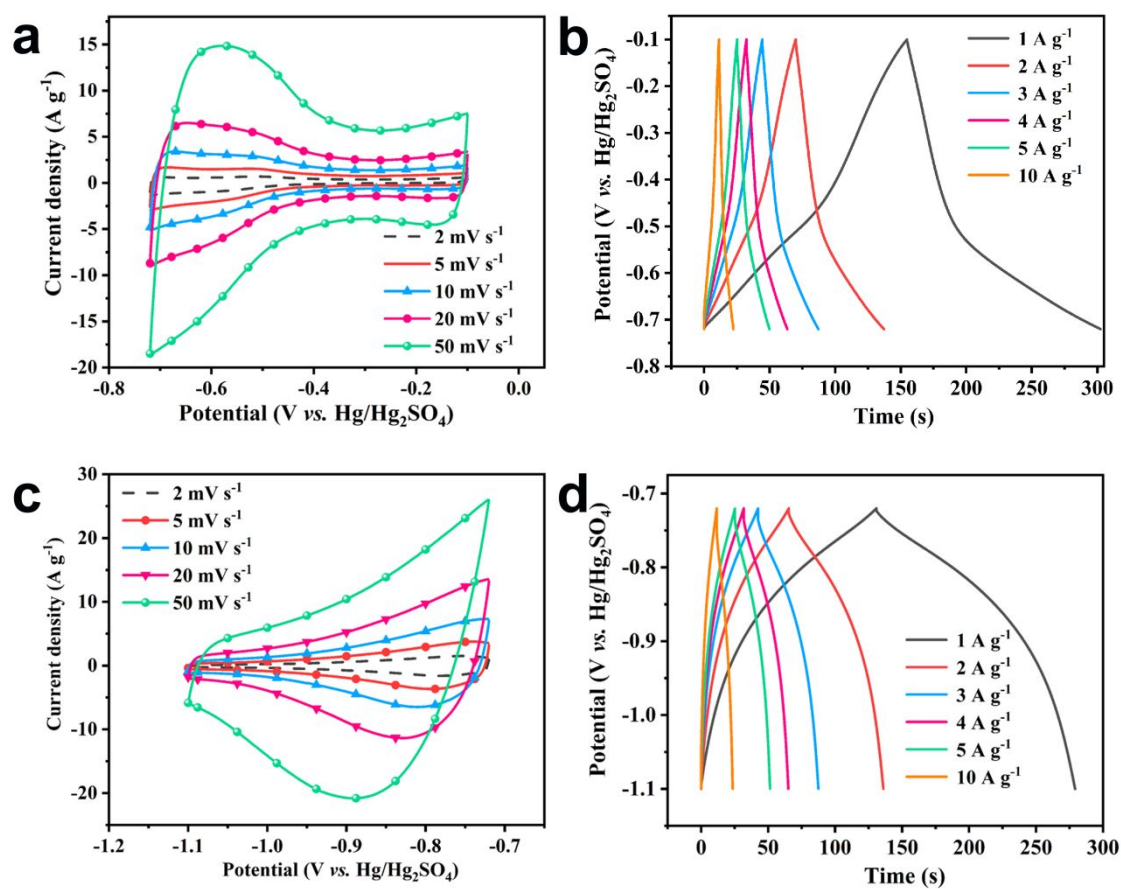 a
15
10
5
0
-5
-10
-15
-20
Current density (A g⁻¹)
2 mV s⁻¹
5 mV s⁻¹
10 mV s⁻¹
20 mV s⁻¹
50 mV s⁻¹
-0.8 -0.6 -0.4 -0.2 0.0
Potential (V vs. Hg/Hg₂SO₄)
b
-0.1
-0.2
-0.3
-0.4
-0.5
-0.6
-0.7
-0.8
Potential (V vs. Hg/Hg₂SO₄)
1 A g⁻¹
2 A g⁻¹
3 A g⁻¹
4 A g⁻¹
5 A g⁻¹
10 A g⁻¹
0 50 100 150 200 250 300
Time (s)
c
30
20
10
0
-10
-20
Current density (A g⁻¹)
2 mV s⁻¹
5 mV s⁻¹
10 mV s⁻¹
20 mV s⁻¹
50 mV s⁻¹
-1.2 -1.1 -1.0 -0.9 -0.8 -0.7
Potential (V vs. Hg/Hg₂SO₄)
d
-0.7
-0.8
-0.9
-1.0
-1.1
Potential (V vs. Hg/Hg₂SO₄)
1 A g⁻¹
2 A g⁻¹
3 A g⁻¹
4 A g⁻¹
5 A g⁻¹
10 A g⁻¹
0 50 100 150 200 250 300
Time (s)